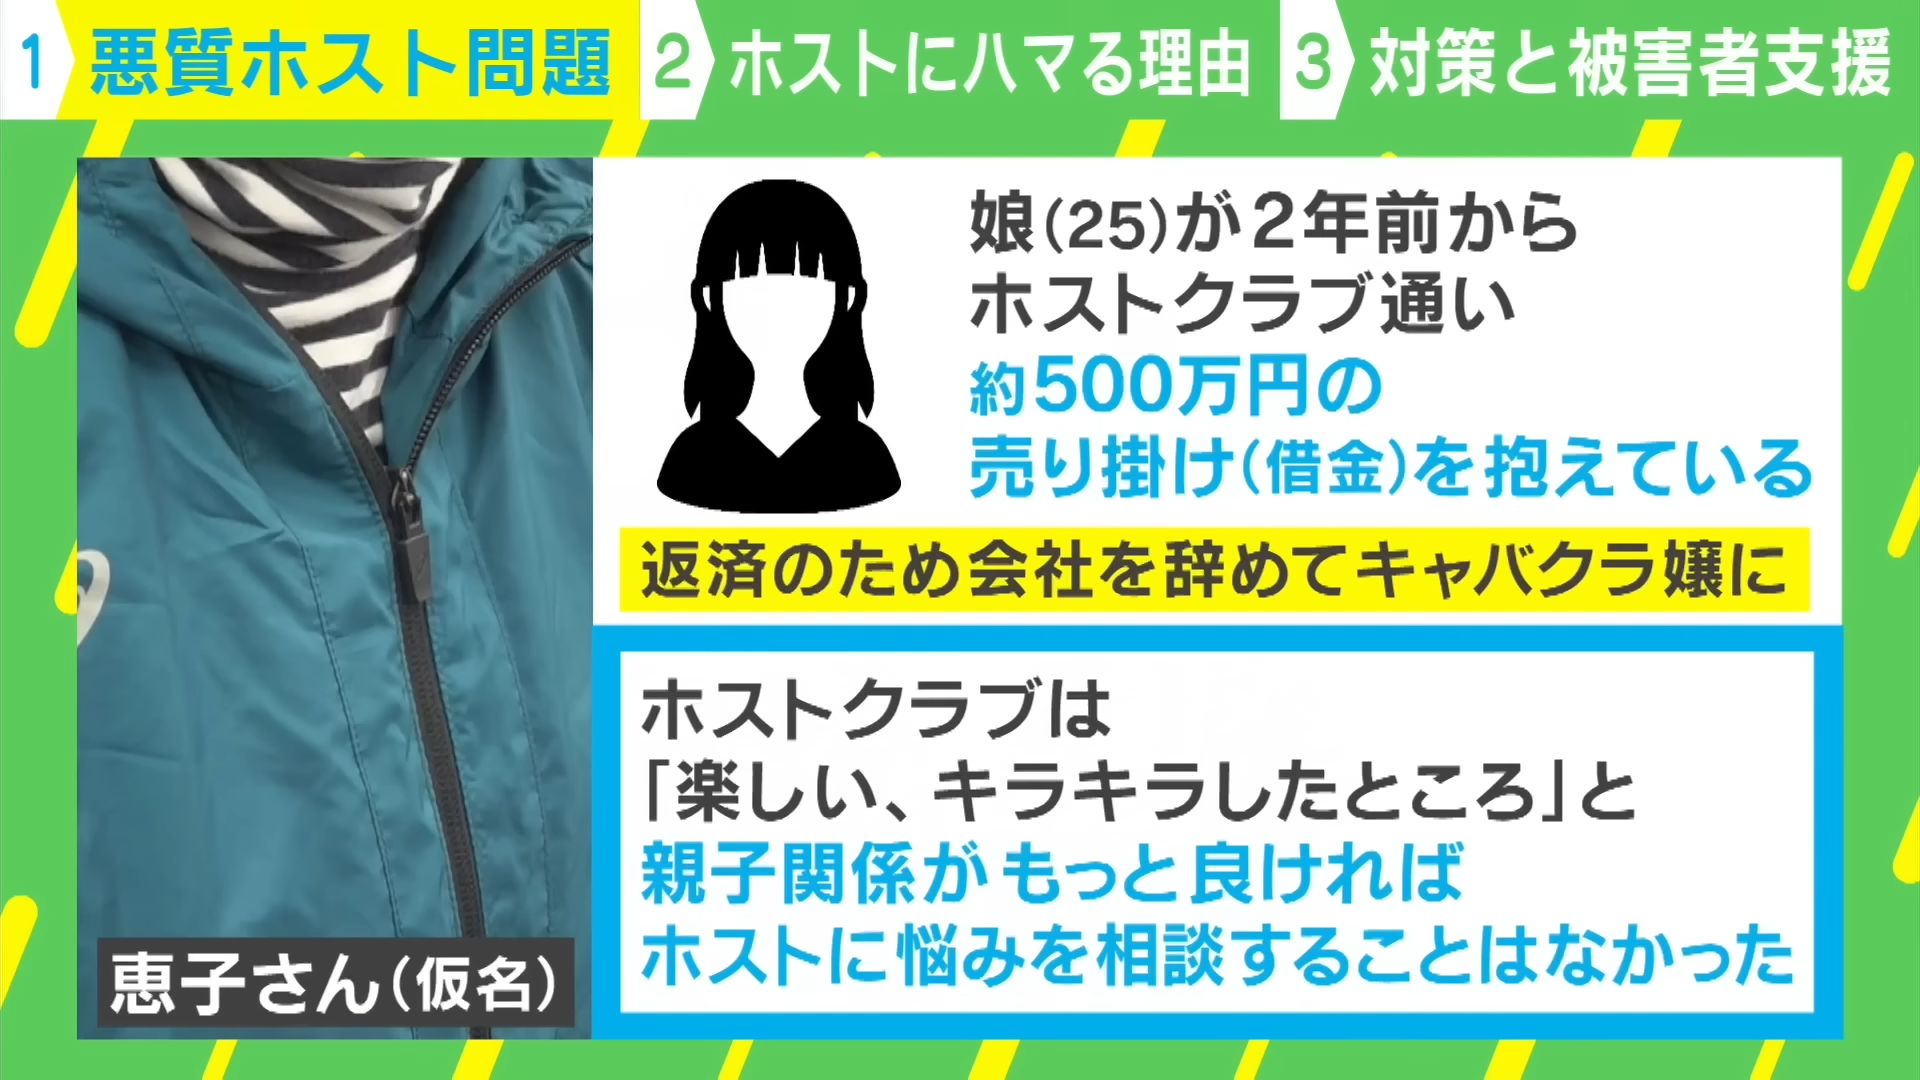 1 悪質ホスト問題
2 ホストにハマる理由
3 対策と被害者支援
娘(25)が2年前から
ホストクラブ通い
約500万円の
売り掛け(借金)を抱えている
返済のため会社を辞めてキャバクラ嬢に
ホストクラブは
「楽しい、キラキラしたところ」と
親子関係がもっと良ければ
ホストに悩みを相談することはなかった
恵子さん(仮名)